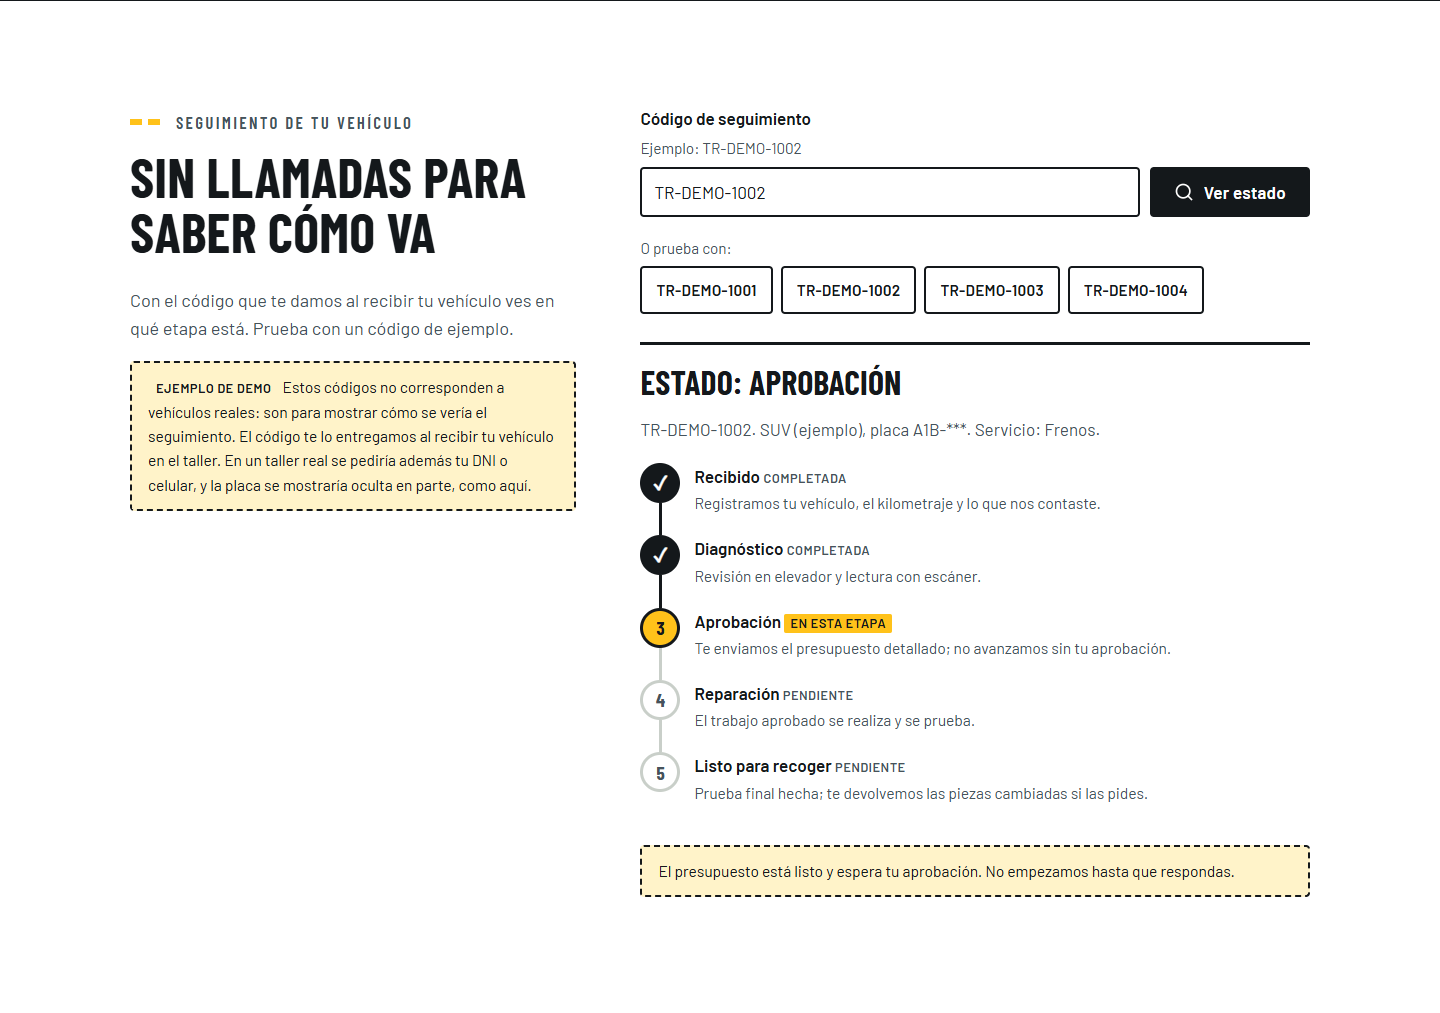 SEGUIMIENTO DE TU VEHÍCULO
SIN LLAMADAS PARA
SABER CÓMO VA
Con el código que te damos al recibir tu vehículo ves en
qué etapa está. Prueba con un código de ejemplo.
EJEMPLO DE DEMO Estos códigos no corresponden a
vehículos reales: son para mostrar cómo se vería el
seguimiento. El código te lo entregamos al recibir tu vehículo
en el taller. En un taller real se pediría además tu DNI o
celular, y la placa se mostraría oculta en parte, como aquí.
Código de seguimiento
Ejemplo: TR-DEMO-1002
TR-DEMO-1002
Ver estado
O prueba con:
TR-DEMO-1001 TR-DEMO-1002 TR-DEMO-1003 TR-DEMO-1004
ESTADO: APROBACIÓN
TR-DEMO-1002. SUV (ejemplo), placa A1B-***. Servicio: Frenos.
Recibido COMPLETADA
Registramos tu vehículo, el kilometraje y lo que nos contaste.
Diagnóstico COMPLETADA
Revisión en elevador y lectura con escáner.
3 Aprobación EN ESTA ETAPA
Te enviamos el presupuesto detallado; no avanzamos sin tu aprobación.
4 Reparación PENDIENTE
El trabajo aprobado se realiza y se prueba.
5 Listo para recoger PENDIENTE
Prueba final hecha; te devolvemos las piezas cambiadas si las pides.
El presupuesto está listo y espera tu aprobación. No empezamos hasta que respondas.